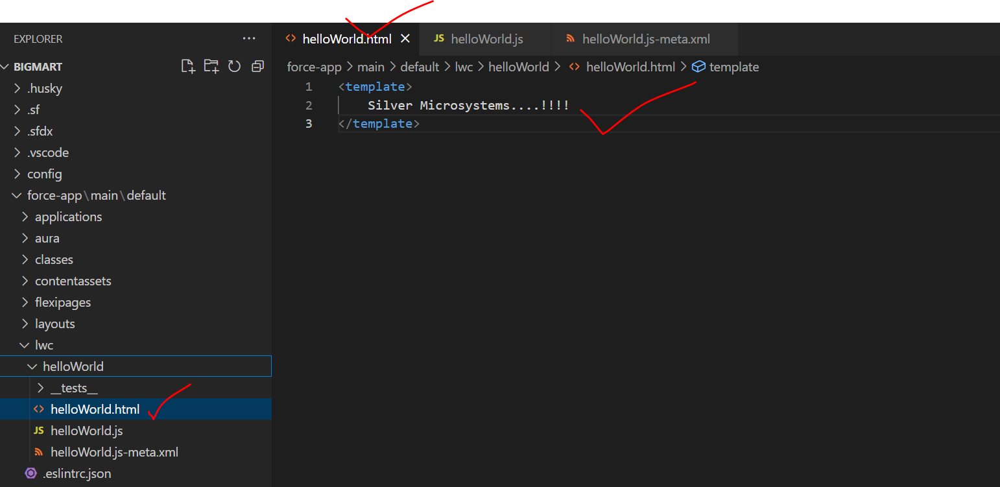 EXPLORER
BIGMART
.husky
.sf
.sfdx
.vscode
config
force-app\main\default
applications
aura
classes
contentassets
flexipages
layouts
lwc
helloWorld
__tests__
helloWorld.html
JS helloWorld.js
helloWorld.js-meta.xml
.eslintrc.json
helloWorld.html
JS helloWorld.js
helloWorld.js-meta.xml
force-app > main > default > lwc > helloWorld > helloWorld.html > template
1 <template>
2 Silver Microsystems....!!!!
3 </template>